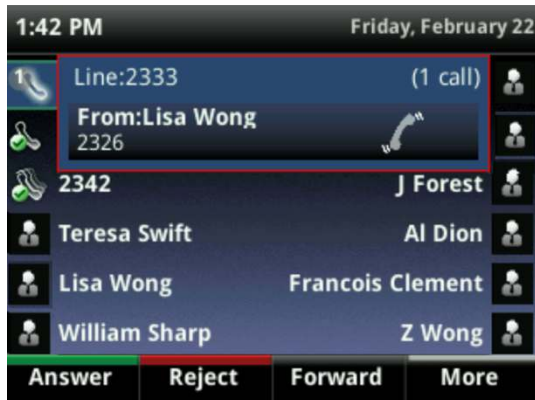 1:42 PM Friday, February 22
1 Line:2333 (1 call)
From:Lisa Wong
2326
2342 J Forest
Teresa Swift Al Dion
Lisa Wong Francois Clement
William Sharp Z Wong
Answer Reject Forward More